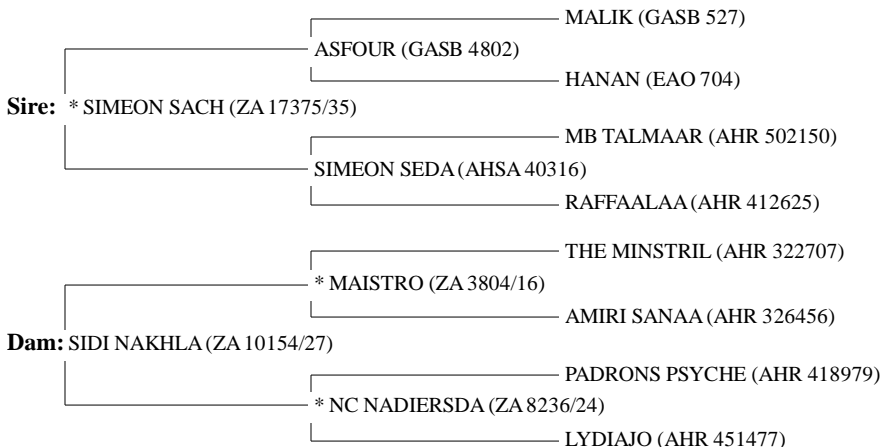 MALIK (GASB 527)
ASFOUR (GASB 4802)
HANAN (EAO 704)
Sire: * SIMEON SACH (ZA 17375/35)
MB TALMAAR (AHR 502150)
SIMEON SEDA (AHSA 40316)
RAFFAALAA (AHR 412625)
THE MINSTRIL (AHR 322707)
* MAISTRO (ZA 3804/16)
AMIRI SANAA (AHR 326456)
Dam: SIDI NAKHLA (ZA 10154/27)
PADRONS PSYCHE (AHR 418979)
* NC NADIERSDA (ZA 8236/24)
LYDIAJO (AHR 451477)